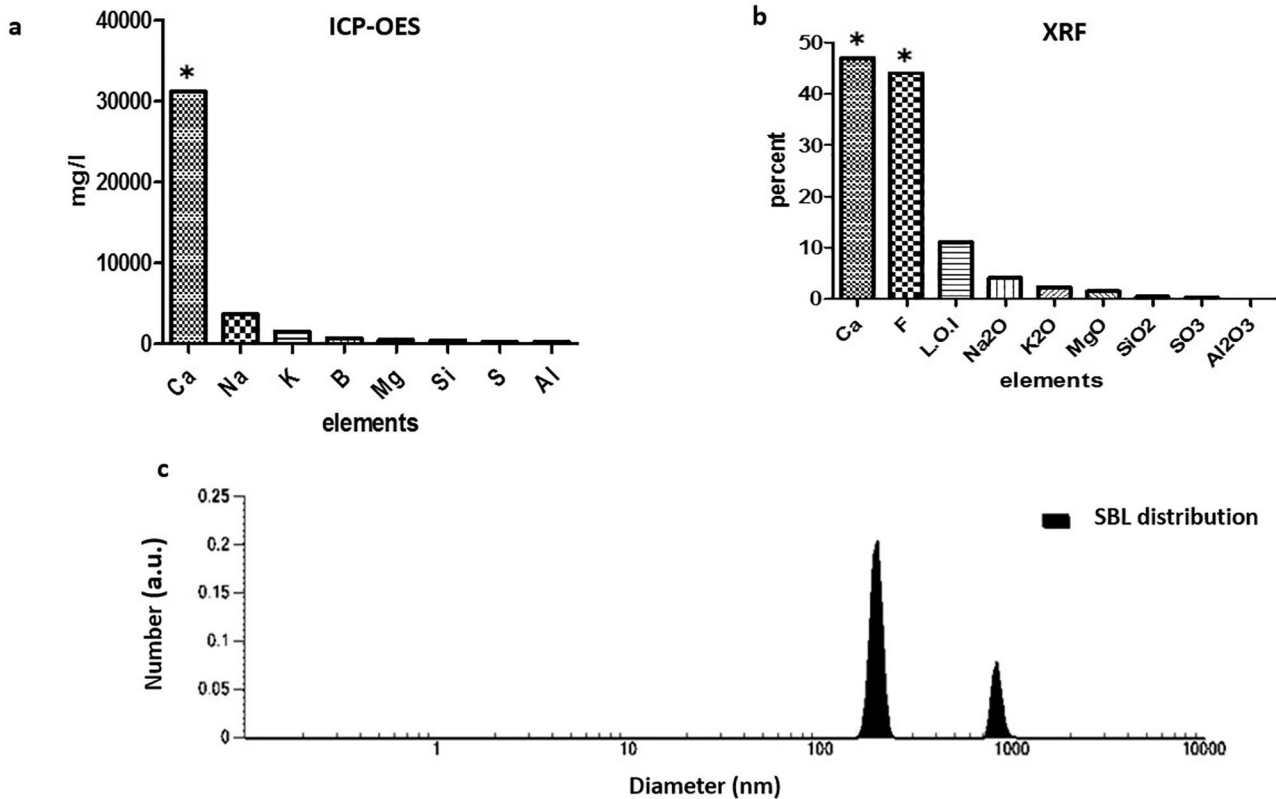 a
ICP-OES
40000
30000
20000
10000
0
mg/l
*
Ca Na K B Mg Si S Al
elements
b
XRF
50
40
30
20
10
0
percent
* *
Ca F L.O.I Na2O K2O MgO SiO2 SO3 Al2O3
elements
c
0.25
0.2
0.15
0.1
0.05
0
Number (a.u.)
SBL distribution
1 10 100 1000 10000
Diameter (nm)